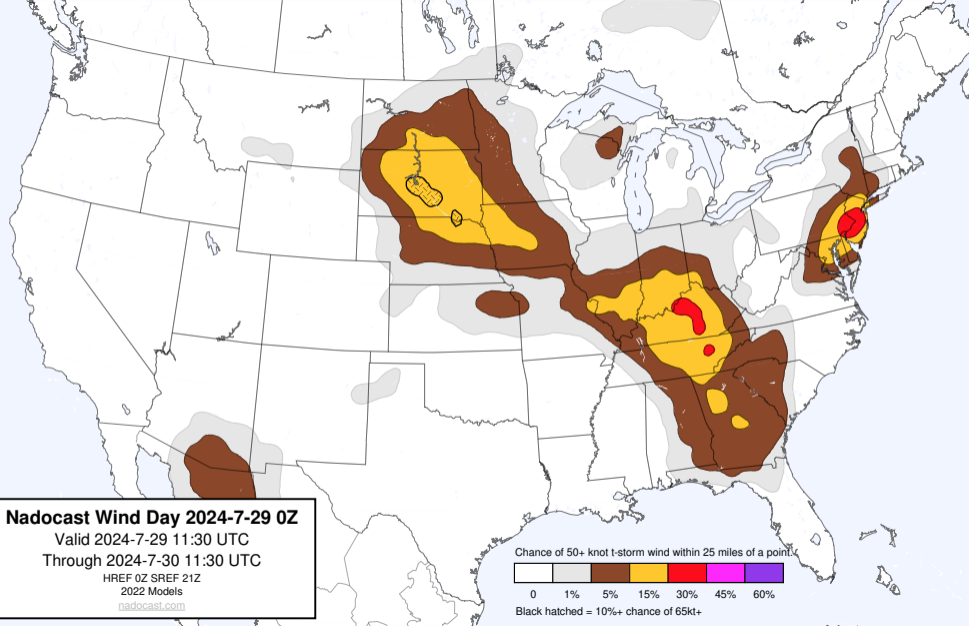 Nadocast Wind Day 2024-7-29 0Z
Valid 2024-7-29 11:30 UTC
Through 2024-7-30 11:30 UTC
HREF 0Z SREF 21Z
2022 Models
nadocast.com
Chance of 50+ knot t-storm wind within 25 miles of a point.
0 1% 5% 15% 30% 45% 60%
Black hatched = 10%+ chance of 65kt+